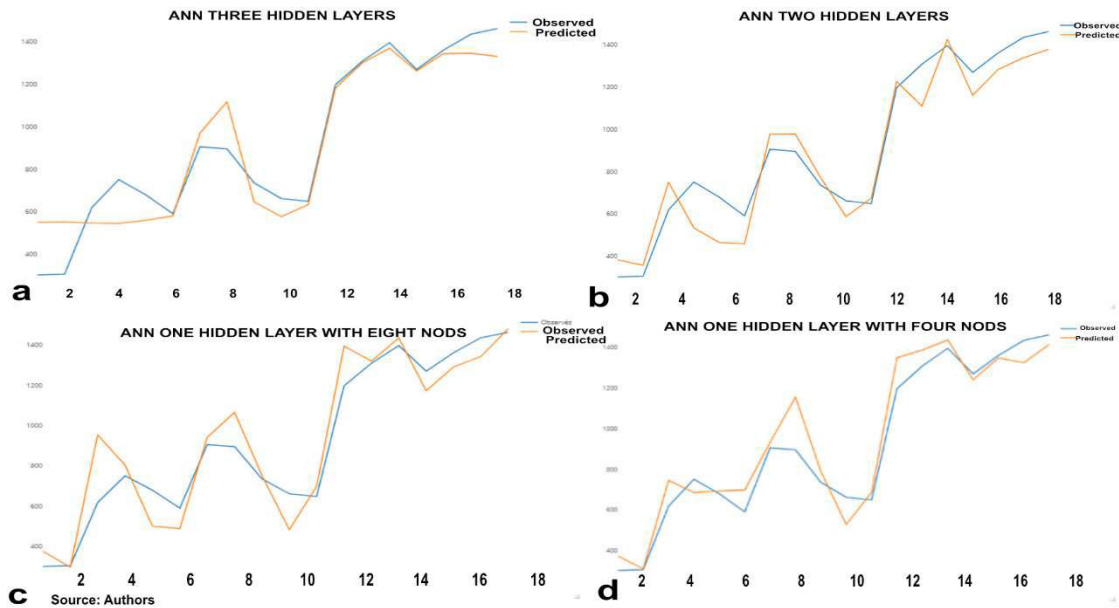 ANN THREE HIDDEN LAYERS
Observed
Predicted
1400
1200
1000
800
600
400
a
2 4 6 8 10 12 14 16 18
ANN TWO HIDDEN LAYERS
Observed
Predicted
1400
1200
1000
800
600
400
b
2 4 6 8 10 12 14 16 18
ANN ONE HIDDEN LAYER WITH EIGHT NODS
Observed
Observed
Predicted
1400
1200
1000
800
600
400
c
2 4 6 8 10 12 14 16 18
Source: Authors
ANN ONE HIDDEN LAYER WITH FOUR NODS
Observed
Predicted
1400
1200
1000
800
600
400
d
2 4 6 8 10 12 14 16 18